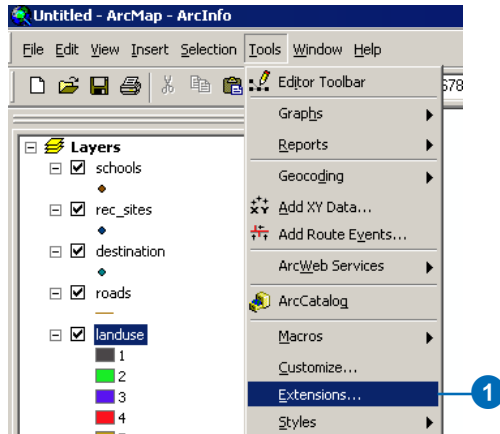 Untitled - ArcMap - ArcInfo
File Edit View Insert Selection Tools Window Help
678
Editor Toolbar
Graphs
Reports
Geocoding
Add XY Data...
Add Route Events...
ArcWeb Services
ArcCatalog
Macros
Customize...
Extensions...
Styles
1
Layers
schools
rec_sites
destination
roads
landuse
1
2
3
4